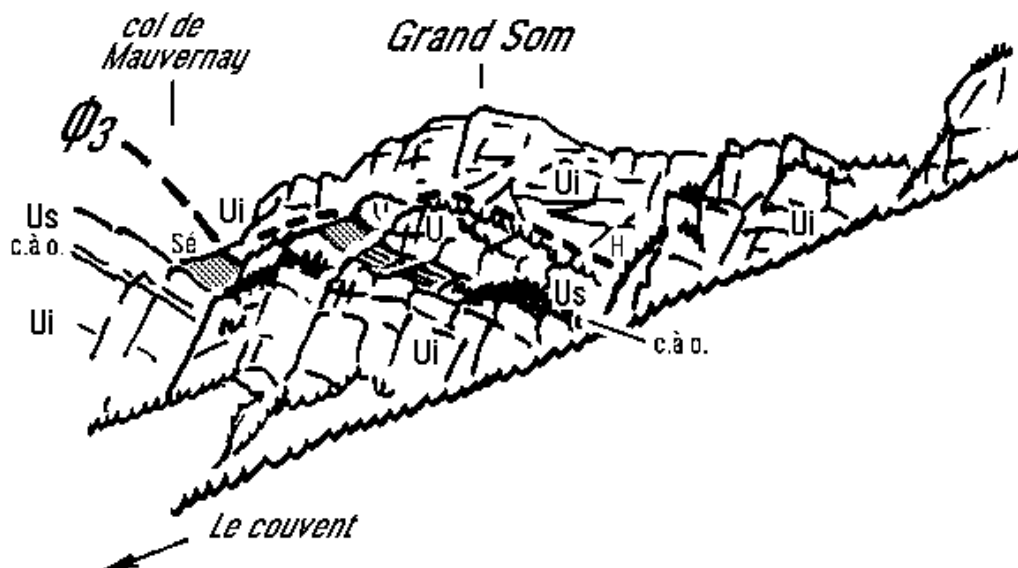 col de
Mauvernay
Grand Som
ϕ3
Ui
Ui
Us
Sé
U
c.à o.
H
Ui
Us
Ui
Ui
c.à o.
Le couvent